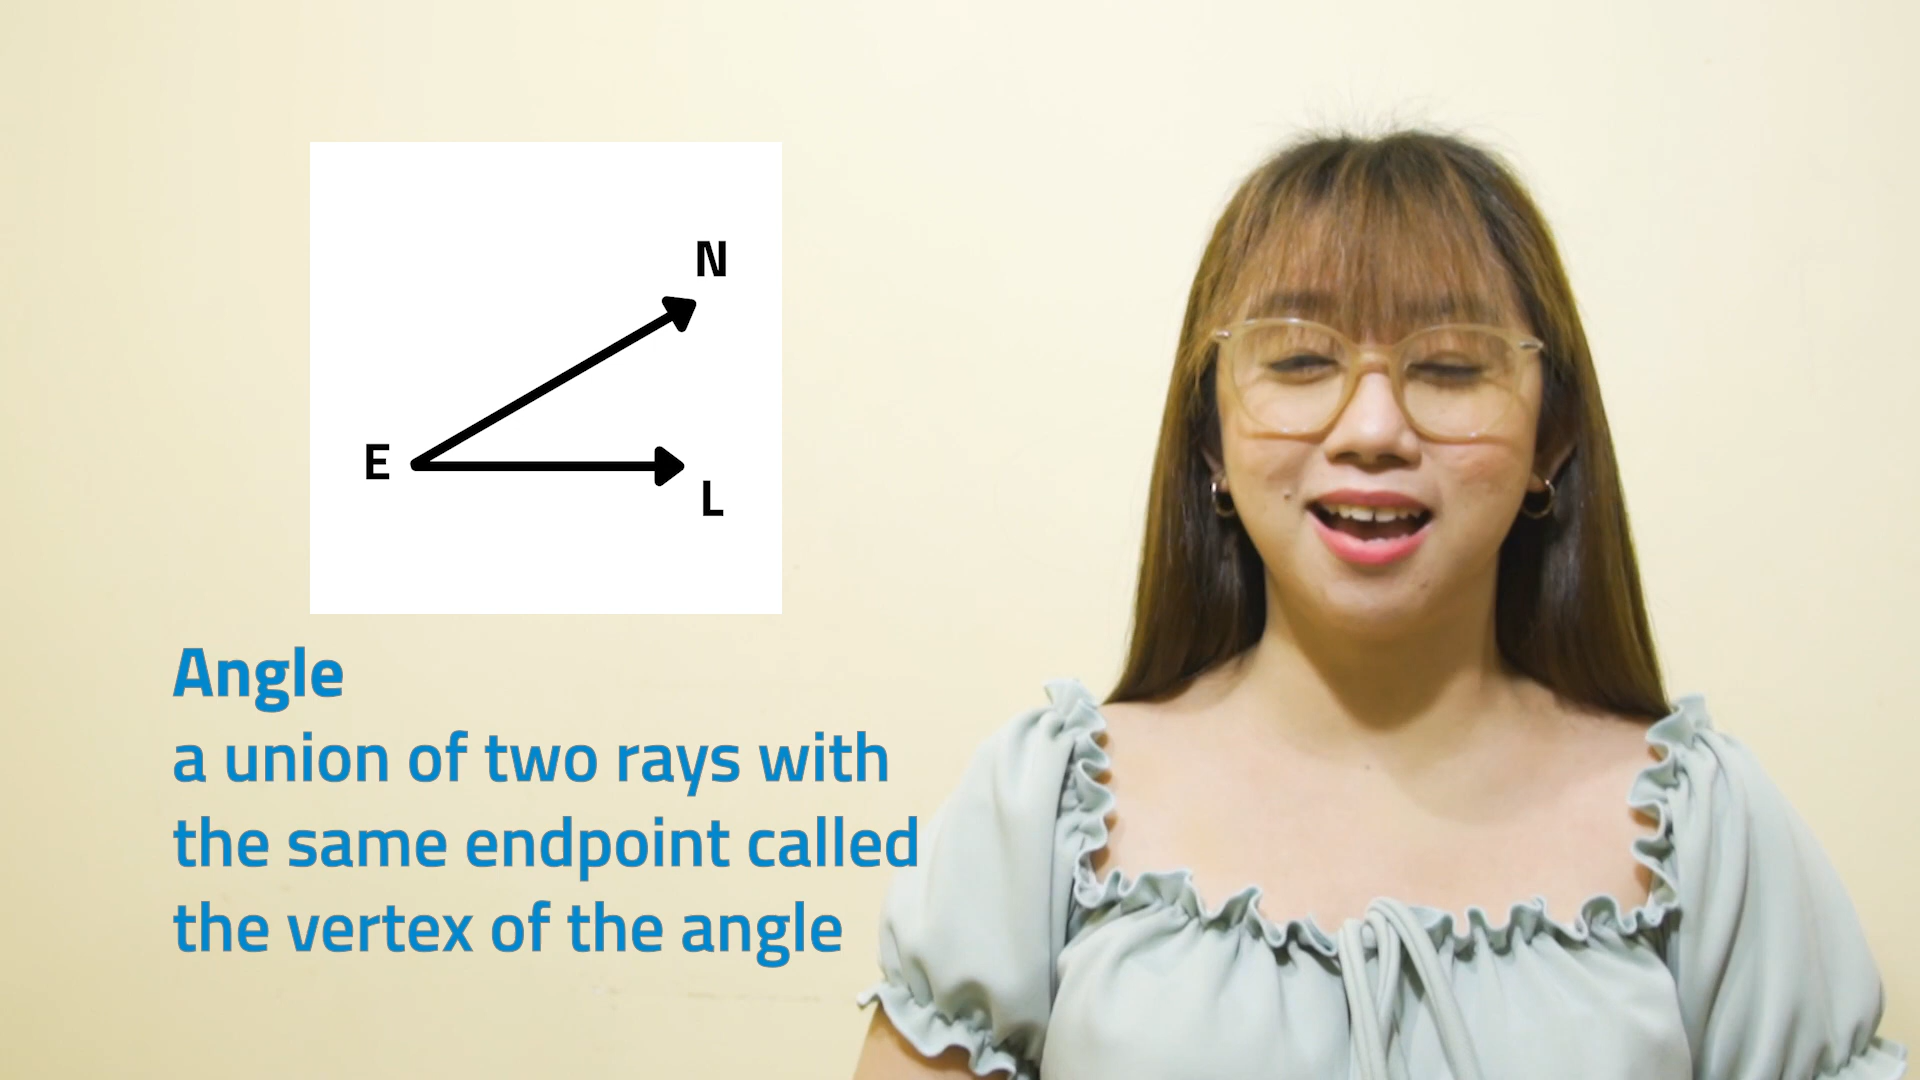 N
E
L
Angle
a union of two rays with
the same endpoint called
the vertex of the angle